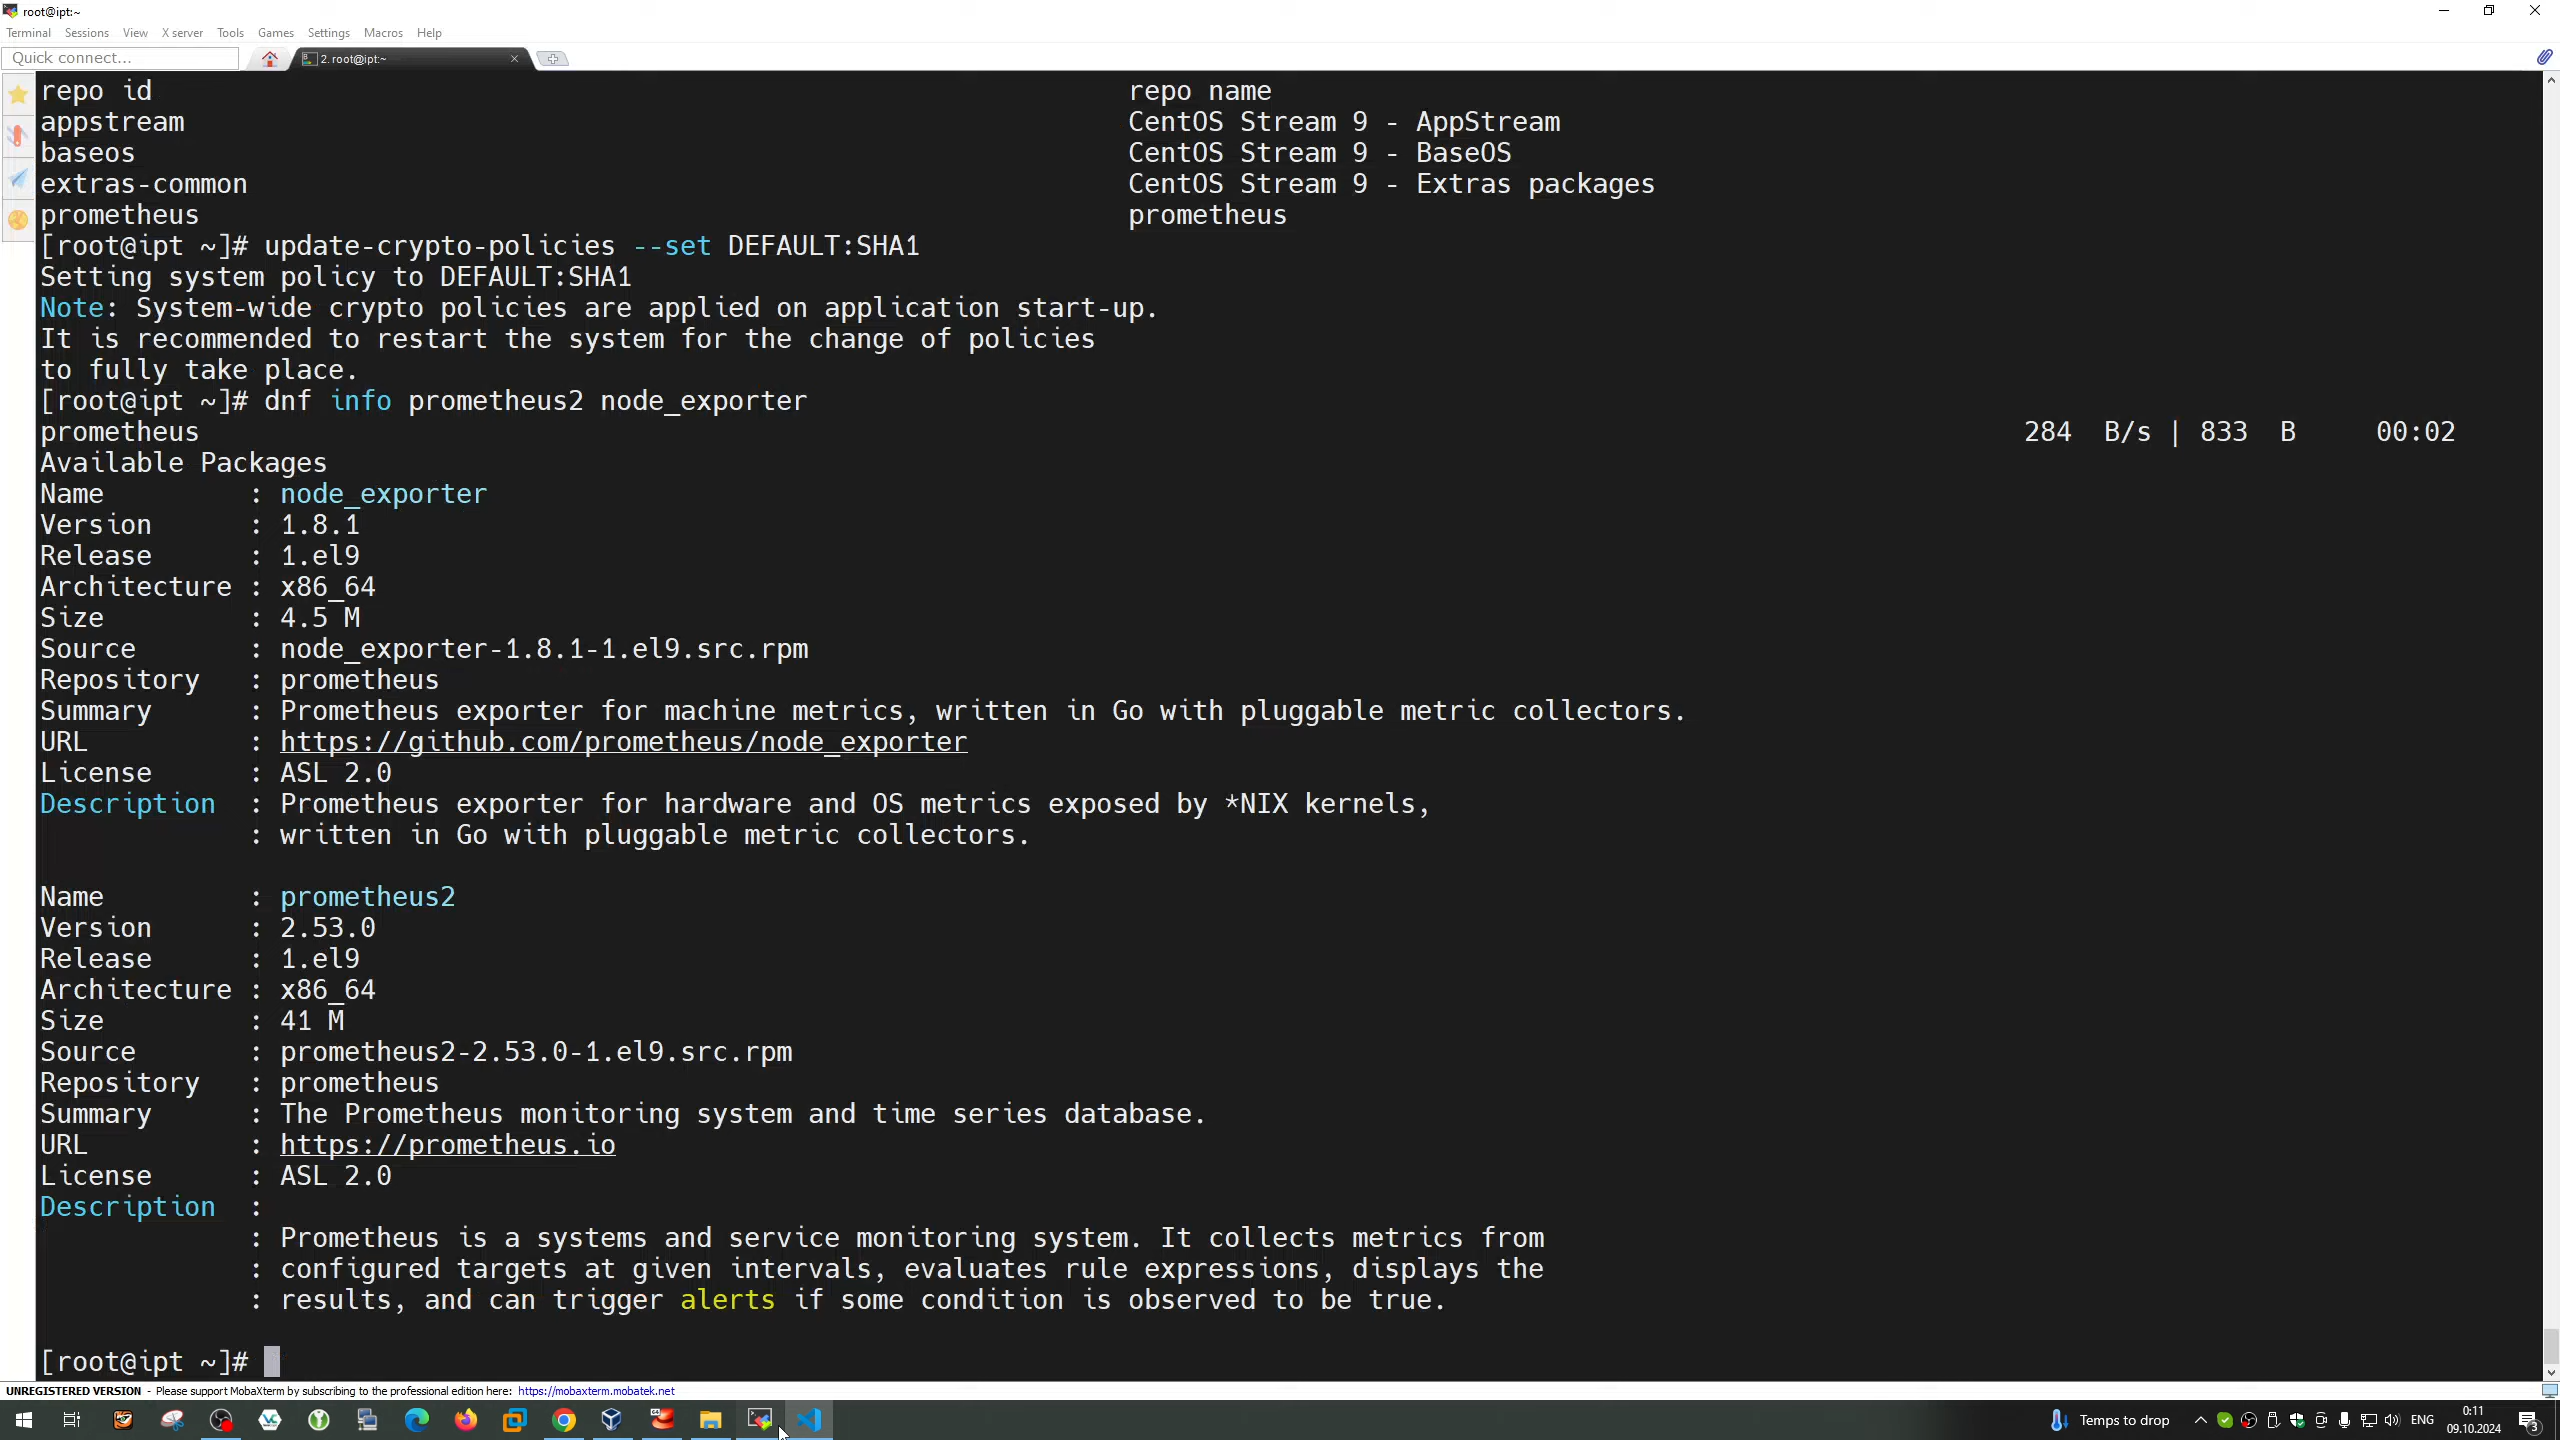 root@ipt:~
Terminal Sessions View X server Tools Games Settings Macros Help
Quick connect... 2. root@ipt:~
repo id repo name
appstream CentOS Stream 9 - AppStream
baseos CentOS Stream 9 - BaseOS
extras-common CentOS Stream 9 - Extras packages
prometheus prometheus
[root@ipt ~]# update-crypto-policies --set DEFAULT:SHA1
Setting system policy to DEFAULT:SHA1
Note: System-wide crypto policies are applied on application start-up.
It is recommended to restart the system for the change of policies
to fully take place.
[root@ipt ~]# dnf info prometheus2 node_exporter
prometheus 284 B/s | 833 B 00:02
Available Packages
Name : node_exporter
Version : 1.8.1
Release : 1.el9
Architecture : x86_64
Size : 4.5 M
Source : node_exporter-1.8.1-1.el9.src.rpm
Repository : prometheus
Summary : Prometheus exporter for machine metrics, written in Go with pluggable metric collectors.
URL : https://github.com/prometheus/node_exporter
License : ASL 2.0
Description : Prometheus exporter for hardware and OS metrics exposed by *NIX kernels,
: written in Go with pluggable metric collectors.
Name : prometheus2
Version : 2.53.0
Release : 1.el9
Architecture : x86_64
Size : 41 M
Source : prometheus2-2.53.0-1.el9.src.rpm
Repository : prometheus
Summary : The Prometheus monitoring system and time series database.
URL : https://prometheus.io
License : ASL 2.0
Description :
: Prometheus is a systems and service monitoring system. It collects metrics from
: configured targets at given intervals, evaluates rule expressions, displays the
: results, and can trigger alerts if some condition is observed to be true.
[root@ipt ~]#
UNREGISTERED VERSION - Please support MobaXterm by subscribing to the professional edition here: https://mobaxterm.mobatek.net
Temps to drop ENG 0:11
09.10.2024 3